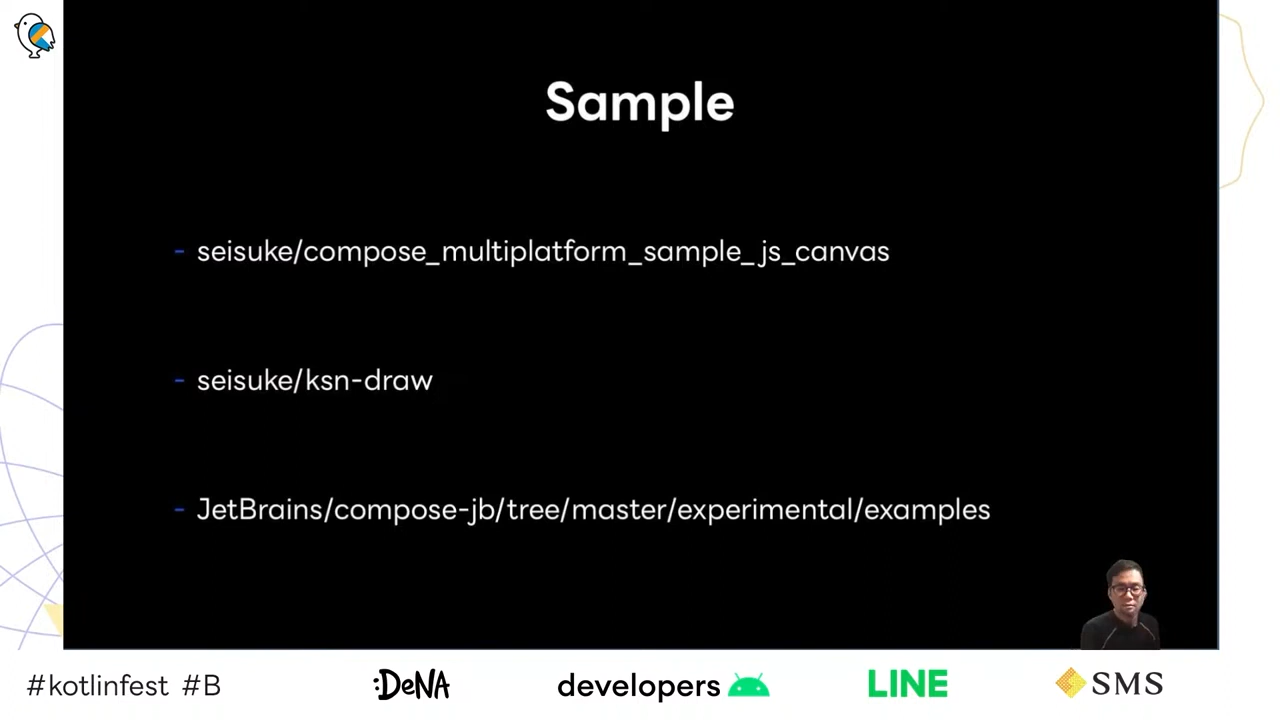 Sample
- seisuke/compose_multiplatform_sample_js_canvas
- seisuke/ksn-draw
- JetBrains/compose-jb/tree/master/experimental/examples
#kotlinfest #B
:DeNA
developers
LINE
SMS